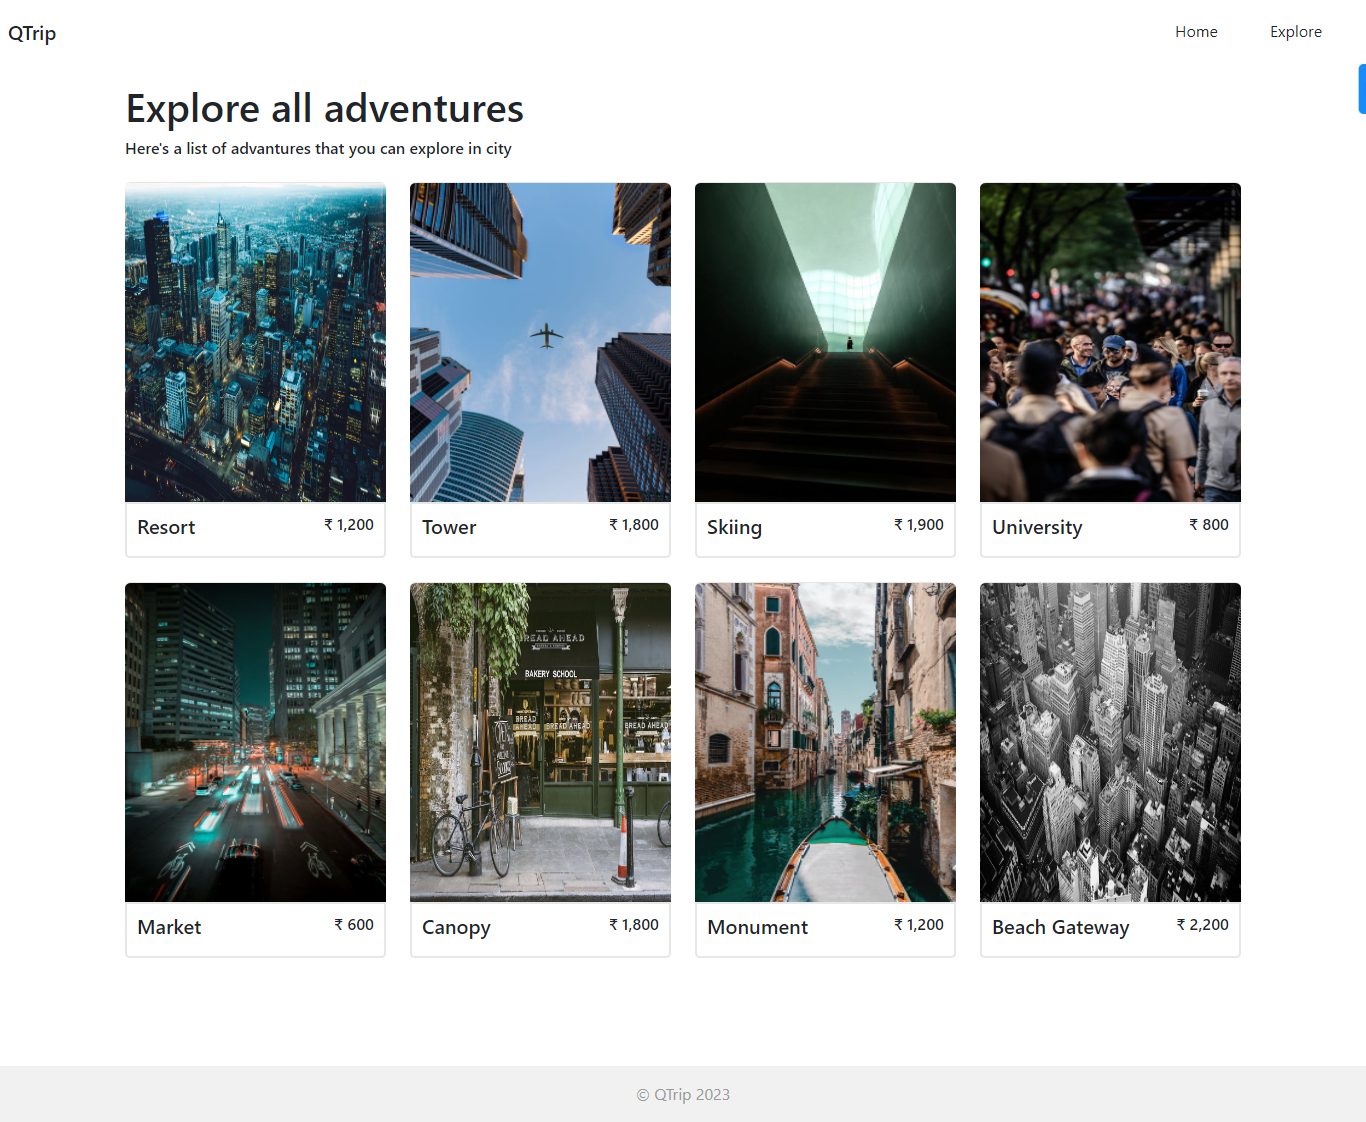 QTrip
Home
Explore
Explore all adventures
Here's a list of advantures that you can explore in city
Resort
₹ 1,200
Tower
₹ 1,800
Skiing
₹ 1,900
University
₹ 800
BREAD AHEAD
BAKERY SCHOOL
BREAD
AHEAD
BREAD AHEAD
BREAD AHEAD
Market
₹ 600
Canopy
₹ 1,800
Monument
₹ 1,200
Beach Gateway
₹ 2,200
© QTrip 2023